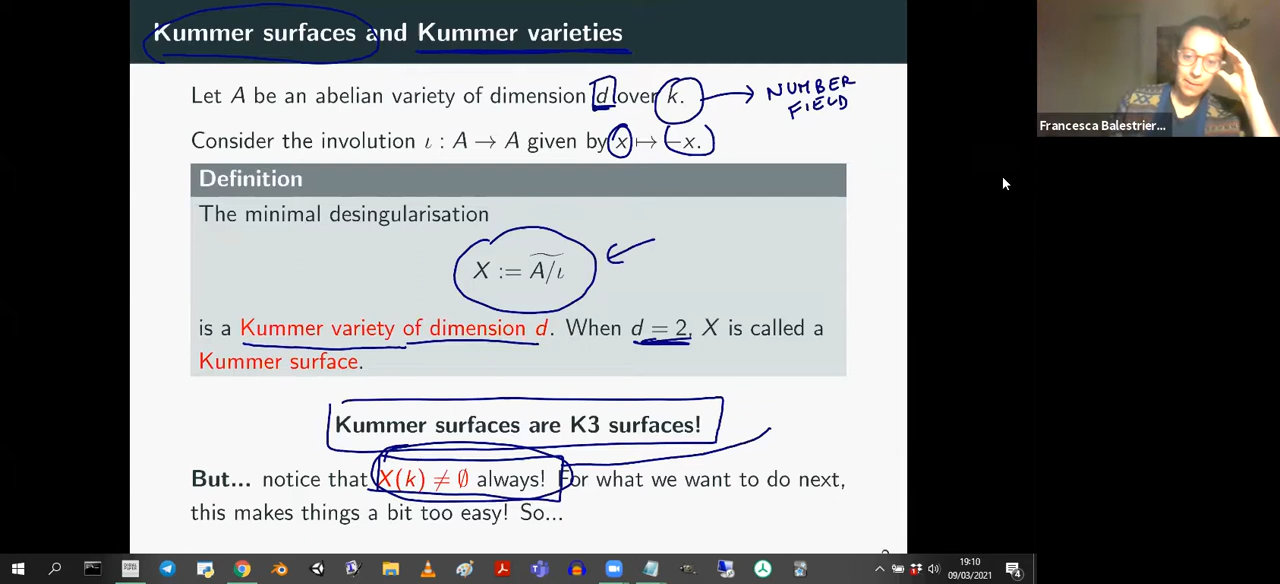 Kummer surfaces and Kummer varieties
Let A be an abelian variety of dimension d over k.
NUMBER
FIELD
Consider the involution ι : A → A given by x ↦ −x.
Definition
The minimal desingularisation
X := \widetilde{A/ι}
is a Kummer variety of dimension d. When d = 2, X is called a
Kummer surface.
Kummer surfaces are K3 surfaces!
But... notice that X(k) ≠ ∅ always! For what we want to do next,
this makes things a bit too easy! So...
Francesca Balestrier...
19:10
09/03/2021